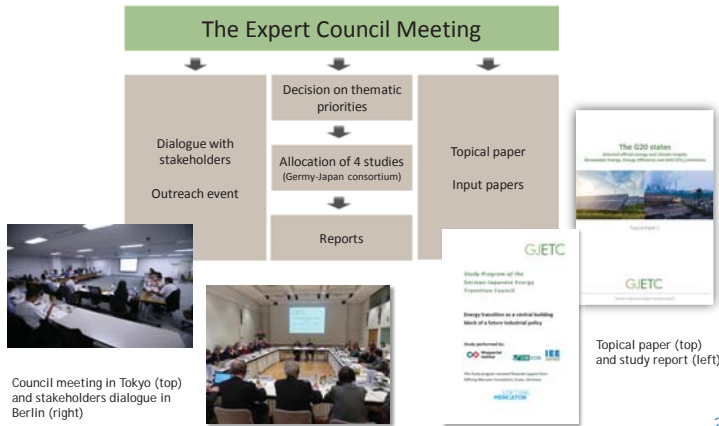 The Expert Council Meeting
Dialogue with
stakeholders
Outreach event
Decision on thematic
priorities
Allocation of 4 studies
(Germy-Japan consortium)
Reports
Topical paper
Input papers
The G20 states
Topical Paper 1
GJETC
GJETC
Study Program of the
German-Japanese Energy
Transition Council
Energy transition as a central building
block of a future industrial policy
Study performed by:
Wuppertal
Institut
IEE
STIFTUNG
MERCATOR
Topical paper (top)
and study report (left)
Council meeting in Tokyo (top)
and stakeholders dialogue in
Berlin (right)